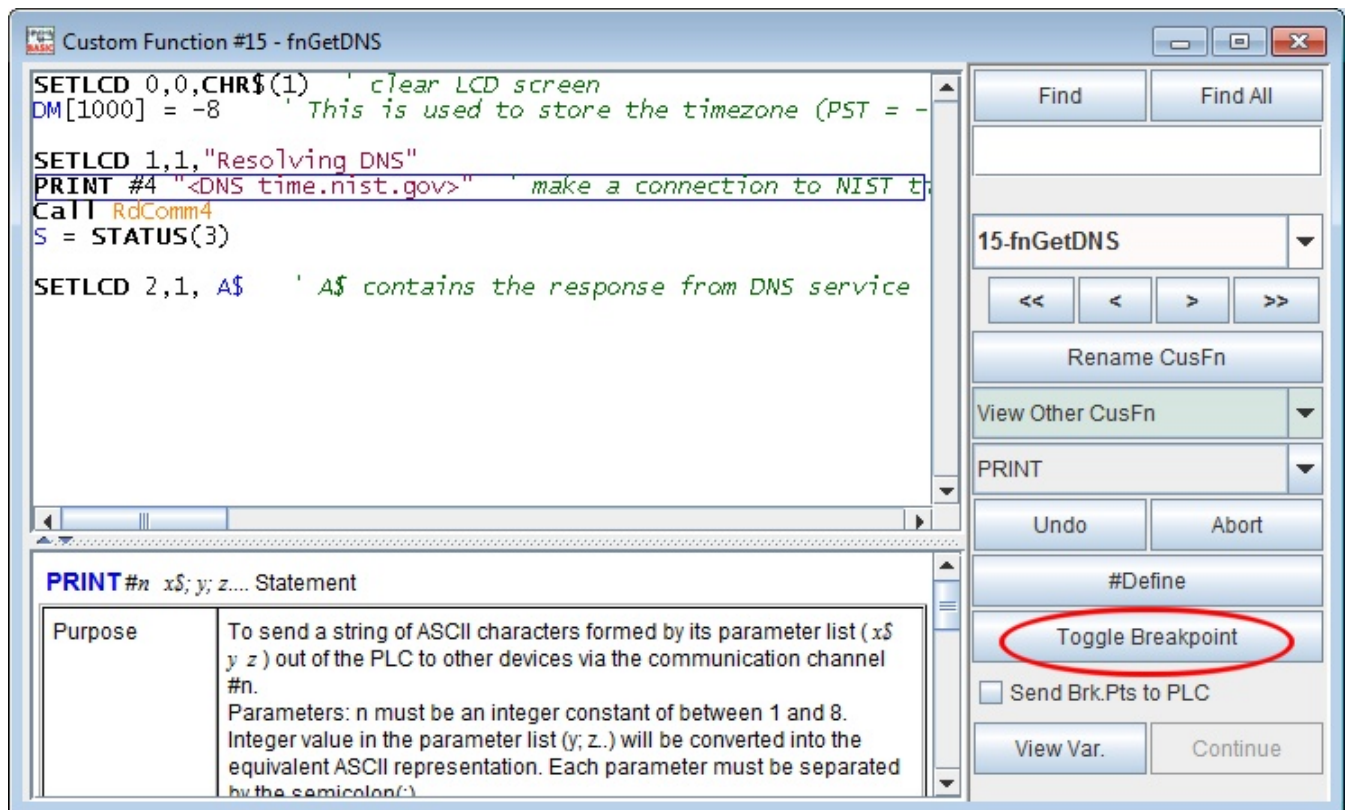 Custom Function #15 - fnGetDNS
SETLCD 0,0,CHR$(1) ' clear LCD screen
DM[1000] = -8 ' This is used to store the timezone (PST = -
SETLCD 1,1,"Resolving DNS"
PRINT #4 "<DNS time.nist.gov>" ' make a connection to NIST
Call RdComm4
S = STATUS(3)
SETLCD 2,1, A$ ' A$ contains the response from DNS service
PRINT #n x$; y; z.... Statement
Purpose
To send a string of ASCII characters formed by its parameter list ( x$
y z ) out of the PLC to other devices via the communication channel
#n.
Parameters: n must be an integer constant of between 1 and 8.
Integer value in the parameter list (y; z..) will be converted into the
equivalent ASCII representation. Each parameter must be separated
by the semicolon(;)
Find
Find All
15-fnGetDNS
<<
<
>
>>
Rename CusFn
View Other CusFn
PRINT
Undo
Abort
#Define
Toggle Breakpoint
Send Brk.Pts to PLC
View Var.
Continue